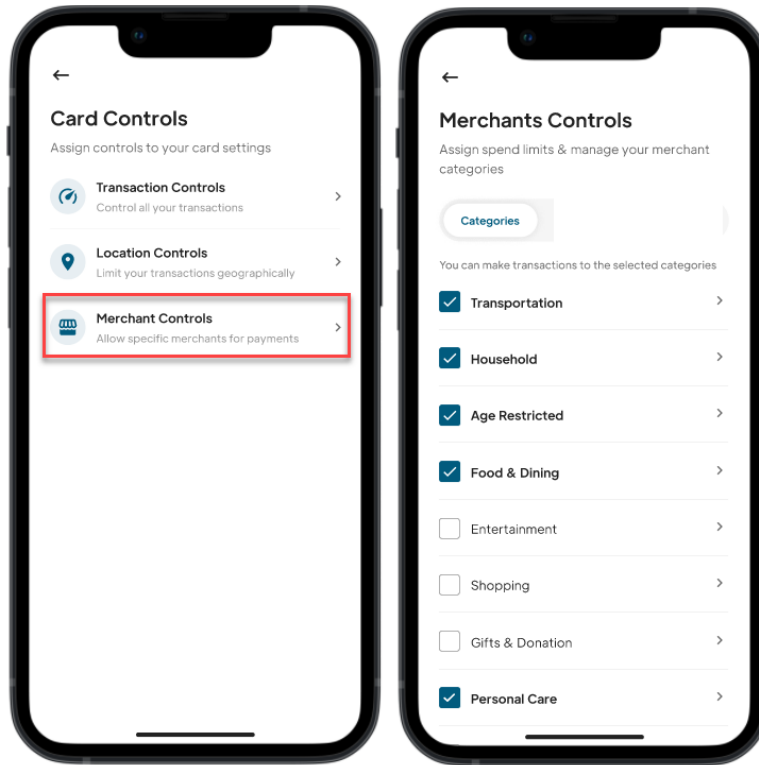 Card Controls
Assign controls to your card settings
Transaction Controls
Control all your transactions
Location Controls
Limit your transactions geographically
Merchant Controls
Allow specific merchants for payments
Merchants Controls
Assign spend limits & manage your merchant
categories
Categories
You can make transactions to the selected categories
Transportation
Household
Age Restricted
Food & Dining
Entertainment
Shopping
Gifts & Donation
Personal Care